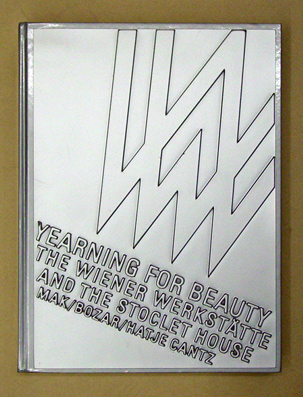 W W
YEARNING FOR BEAUTY
THE WIENER WERKSTÄTTE
AND THE STOCLET HOUSE
MAK/BOZAR/HATJE CANTZ